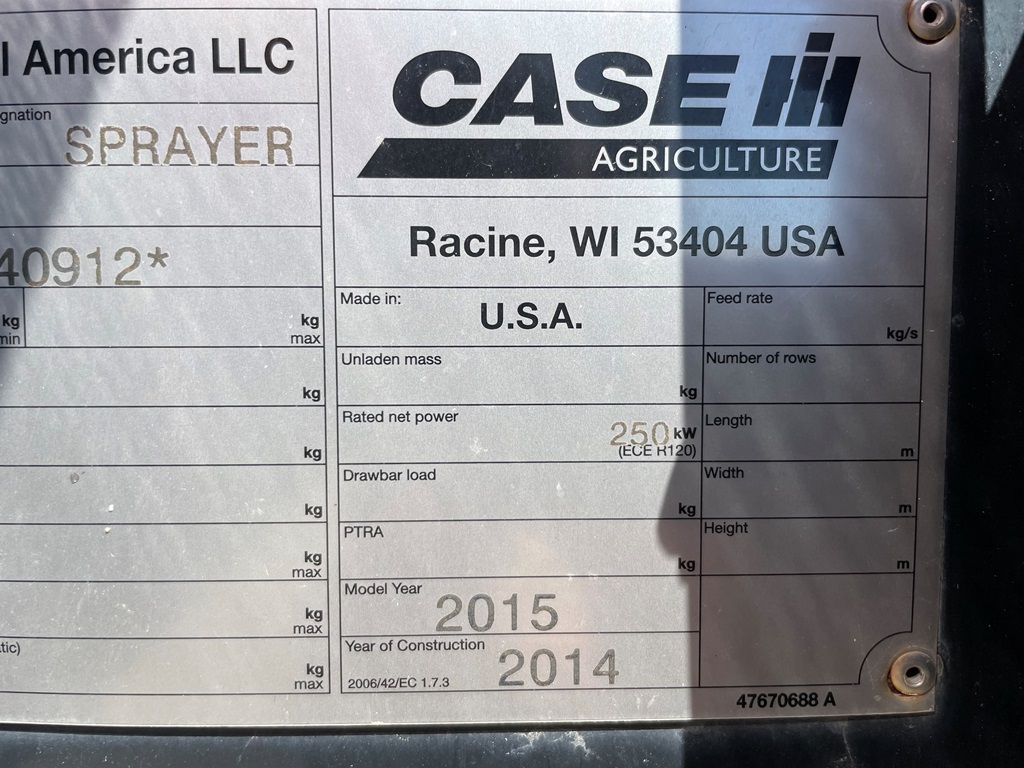 l America LLC
gnation
SPRAYER
40912*
kg
min
kg
max
kg
kg
kg
kg
max
kg
max
tic)
kg
max
CASE IH
AGRICULTURE
Racine, WI 53404 USA
Made in:
U.S.A.
Feed rate
kg/s
Unladen mass
kg
Number of rows
Rated net power
250 kW
(ECE R120)
Length
m
Drawbar load
kg
Width
m
PTRA
kg
Height
m
Model Year
2015
Year of Construction
2014
2006/42/EC 1.7.3
47670688 A